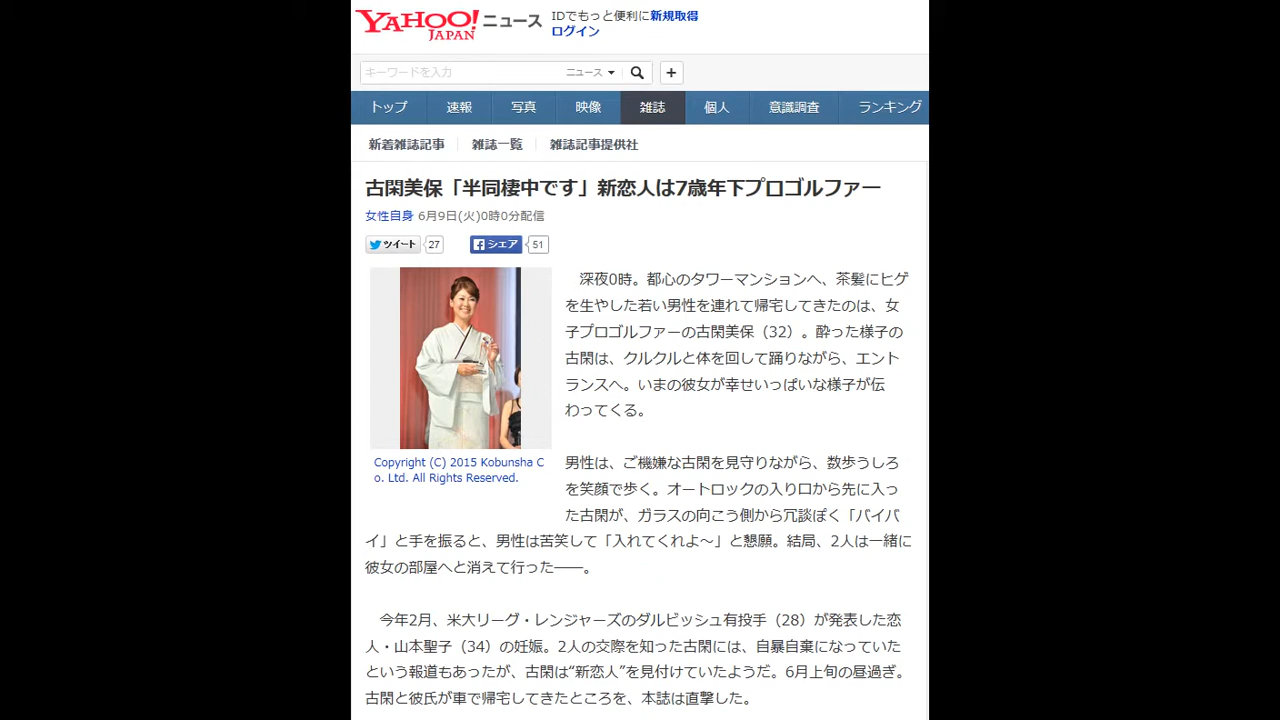 YAHOO! JAPAN ニュース
IDでもっと便利に新規取得
ログイン
キーワードを入力 ニュース
トップ 速報 写真 映像 雑誌 個人 意識調査 ランキング
新着雑誌記事 雑誌一覧 雑誌記事提供社
古閑美保「半同棲中です」新恋人は7歳年下プロゴルファー
女性自身 6月9日(火)0時0分配信
ツイート 27 シェア 51
深夜0時。都心のタワーマンションへ、茶髪にヒゲ
を生やした若い男性を連れて帰宅してきたのは、女
子プロゴルファーの古閑美保（32）。酔った様子の
古閑は、クルクルと体を回して踊りながら、エント
ランスへ。いまの彼女が幸せいっぱいな様子が伝
わってくる。
Copyright (C) 2015 Kobunsha C
o. Ltd. All Rights Reserved.
男性は、ご機嫌な古閑を見守りながら、数歩うしろ
を笑顔で歩く。オートロックの入り口から先に入っ
た古閑が、ガラスの向こう側から冗談ぽく「バイバ
イ」と手を振ると、男性は苦笑して「入れてくれよ～」と懇願。結局、2人は一緒に
彼女の部屋へと消えて行った――。
今年2月、米大リーグ・レンジャーズのダルビッシュ有投手（28）が発表した恋
人・山本聖子（34）の妊娠。2人の交際を知った古閑には、自暴自棄になっていた
という報道もあったが、古閑は“新恋人”を見付けていたようだ。6月上旬の昼過ぎ。
古閑と彼氏が車で帰宅してきたところを、本誌は直撃した。